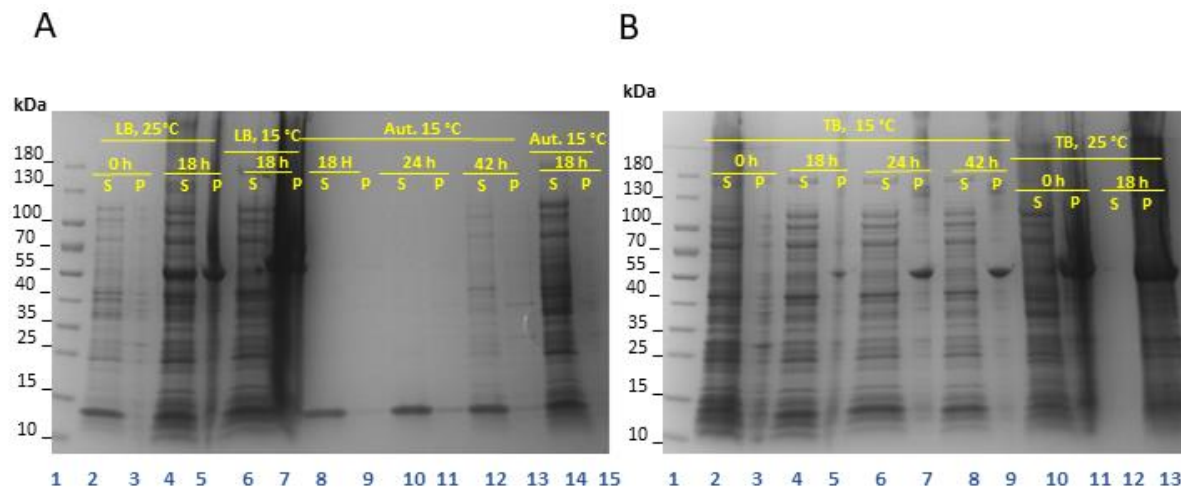 A
B
kDa
kDa
LB, 25°C
LB, 15 °C
Aut. 15 °C
Aut. 15 °C
0 h
18 h
18 h
18 H
24 h
42 h
18 h
S P S P S P S P S P S P S P
180
130
100
70
55
40
35
25
15
10
1 2 3 4 5 6 7 8 9 10 11 12 13 14 15
TB, 15 °C
TB, 25 °C
0 h
18 h
24 h
42 h
0 h
18 h
S P S P S P S P S P S P
180
130
100
70
55
40
35
25
15
10
1 2 3 4 5 6 7 8 9 10 11 12 13